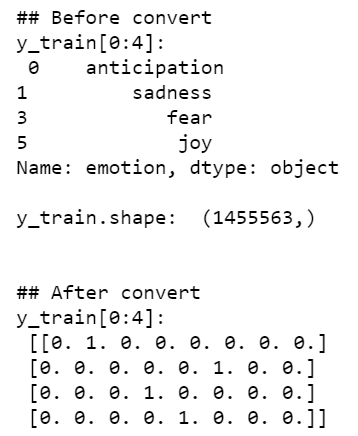 ## Before convert
y_train[0:4]:
0 anticipation
1 sadness
3 fear
5 joy
Name: emotion, dtype: object
y_train.shape: (1455563,)
## After convert
y_train[0:4]:
[[0. 1. 0. 0. 0. 0. 0. 0.]
[0. 0. 0. 0. 0. 1. 0. 0.]
[0. 0. 0. 1. 0. 0. 0. 0.]
[0. 0. 0. 0. 1. 0. 0. 0.]]